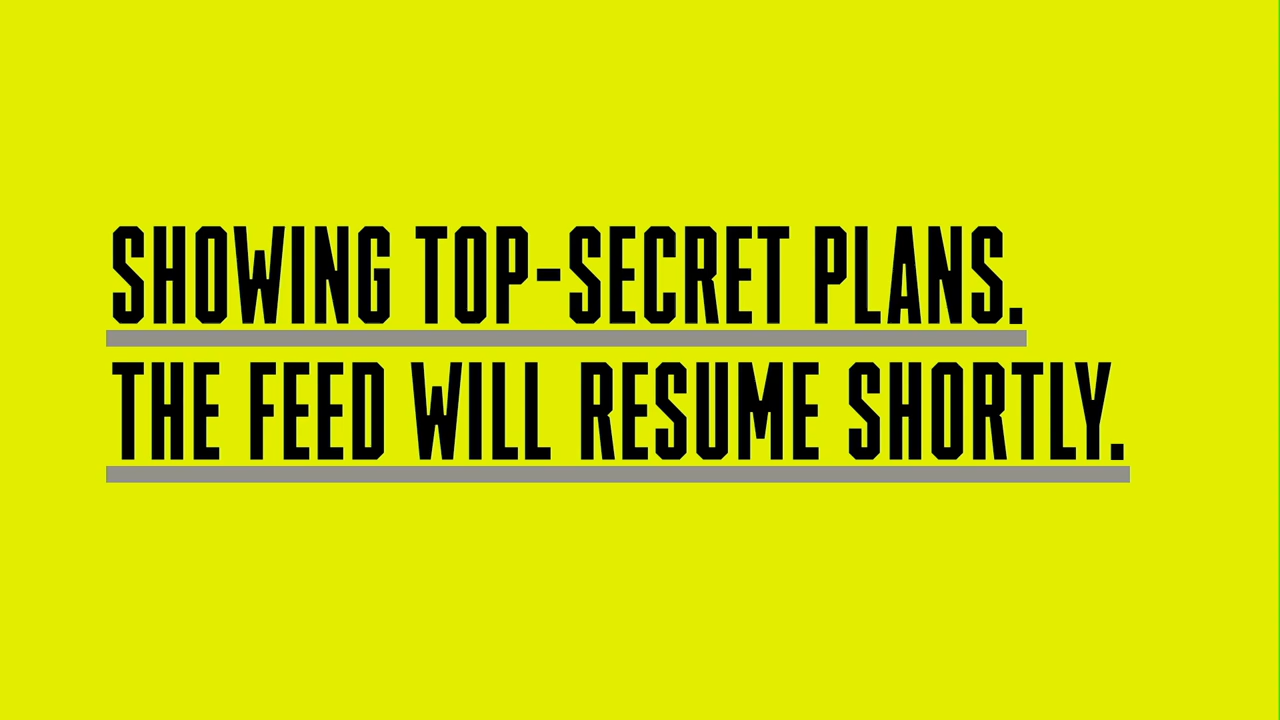 SHOWING TOP-SECRET PLANS.
THE FEED WILL RESUME SHORTLY.